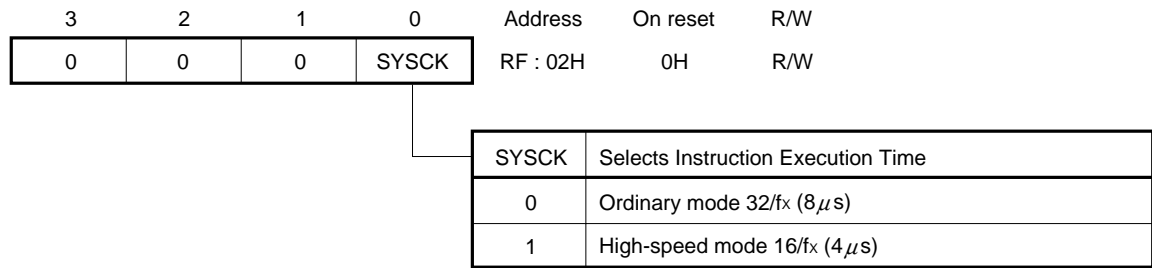 3 2 1 0 Address On reset R/W
0 0 0 SYSCK RF : 02H 0H R/W
SYSCK Selects Instruction Execution Time
0 Ordinary mode 32/fx (8μs)
1 High-speed mode 16/fx (4μs)